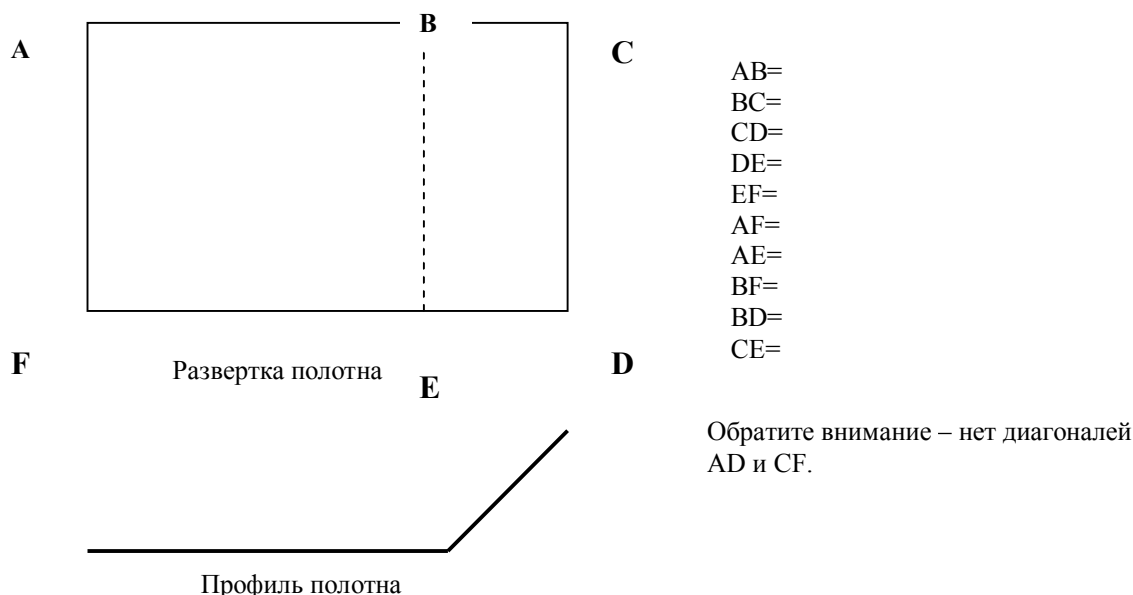 B
A
C
AB=
BC=
CD=
DE=
EF=
AF=
AE=
BF=
BD=
CE=
F
Развертка полотна
E
D
Обратите внимание – нет диагоналей
AD и CF.
Профиль полотна